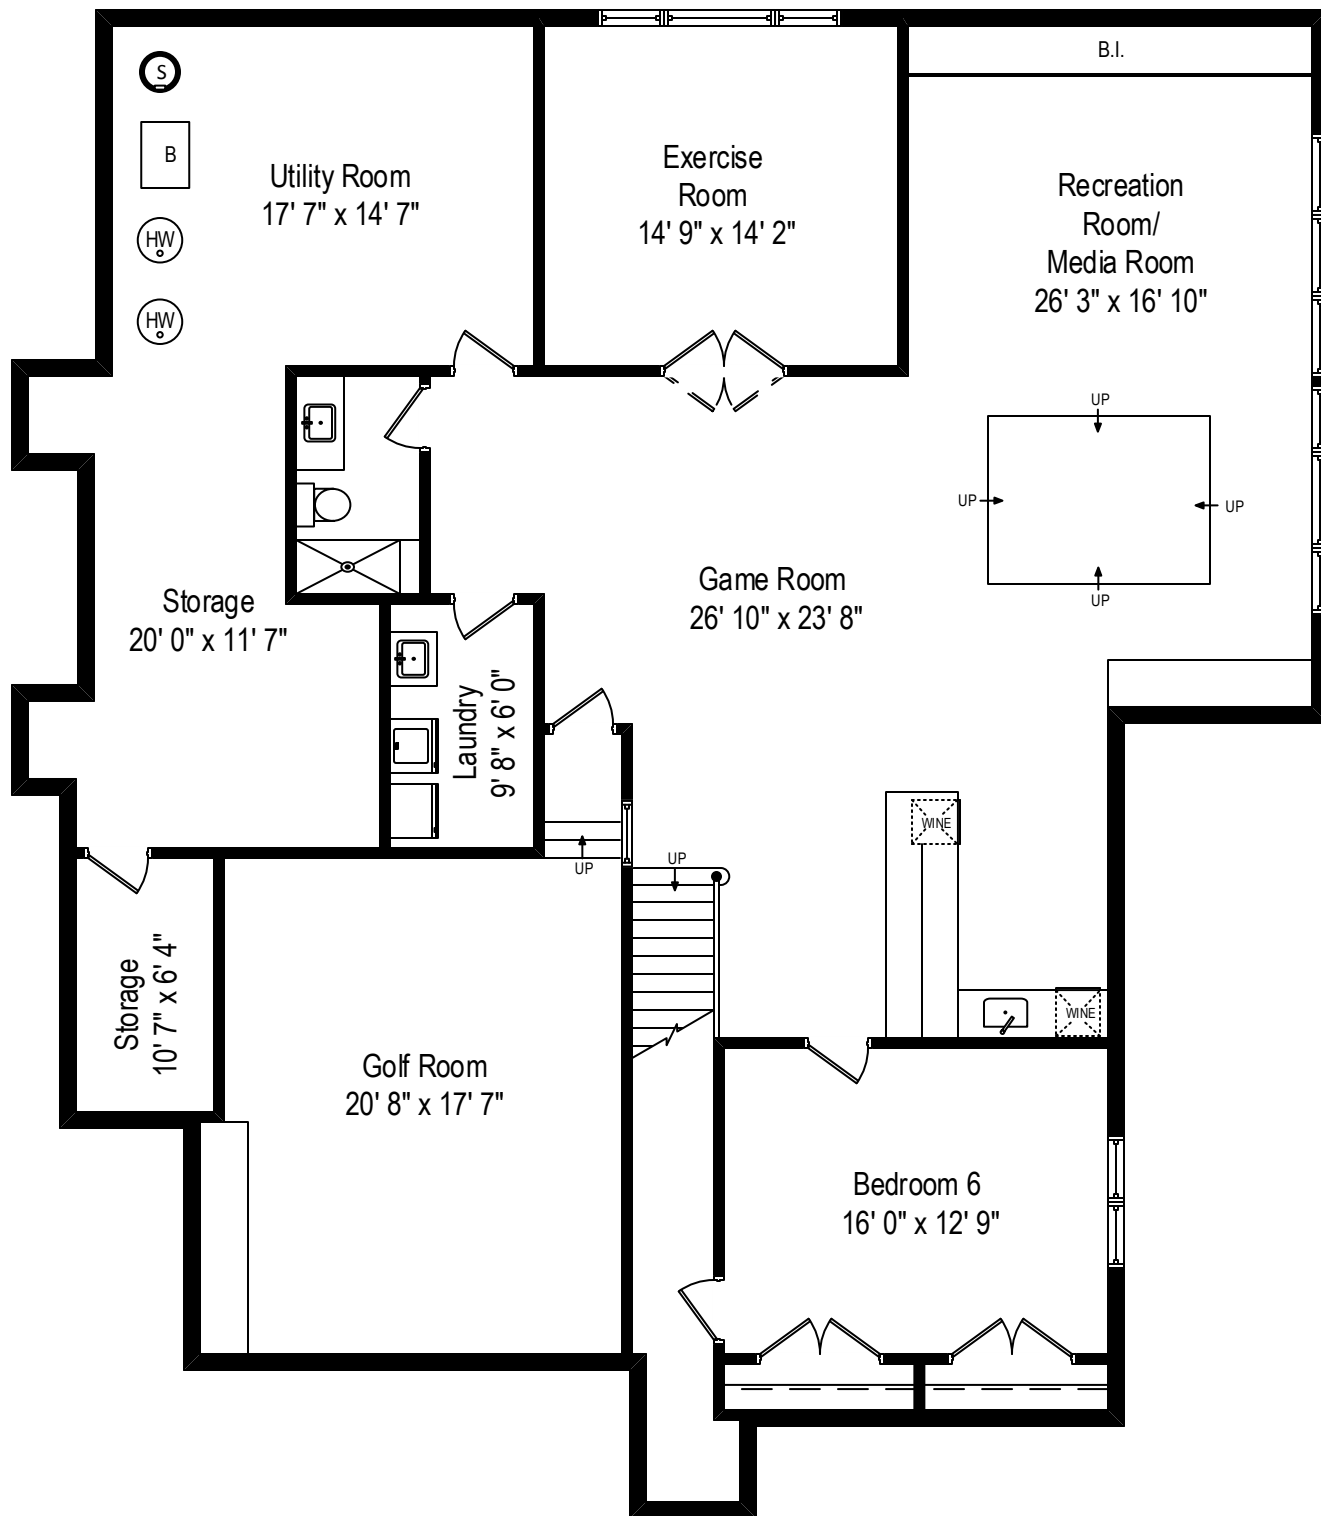 B.I.
S
B
HW
HW
Utility Room
17' 7" x 14' 7"
Exercise
Room
14' 9" x 14' 2"
Recreation
Room/
Media Room
26' 3" x 16' 10"
UP
UP
UP
UP
Game Room
26' 10" x 23' 8"
Storage
20' 0" x 11' 7"
Laundry
9' 8" x 6' 0"
WINE
UP
UP
Storage
10' 7" x 6' 4"
WINE
Golf Room
20' 8" x 17' 7"
Bedroom 6
16' 0" x 12' 9"